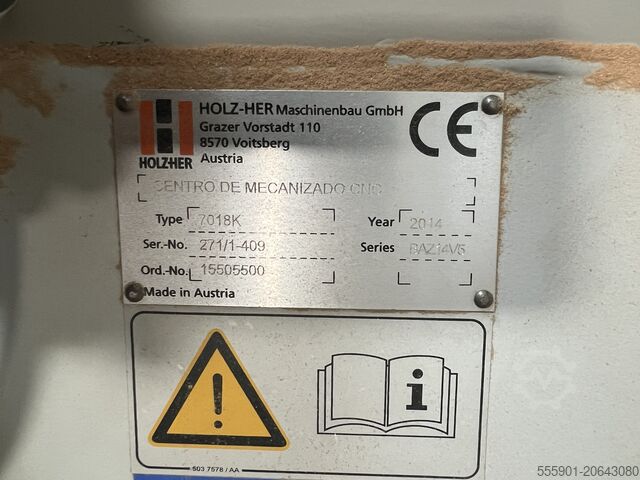 HOLZ-HER Maschinenbau GmbH
Grazer Vorstadt 110
8570 Voitsberg
Austria
HOLZHER
CE
CENTRO DE MECANIZADO CNC
Type 7018K
Year 2014
Ser.-No. 271/1-409
Series
Ord.-No. 15505500
Made in Austria
!
i
503 7578 / AA
555901-20643080